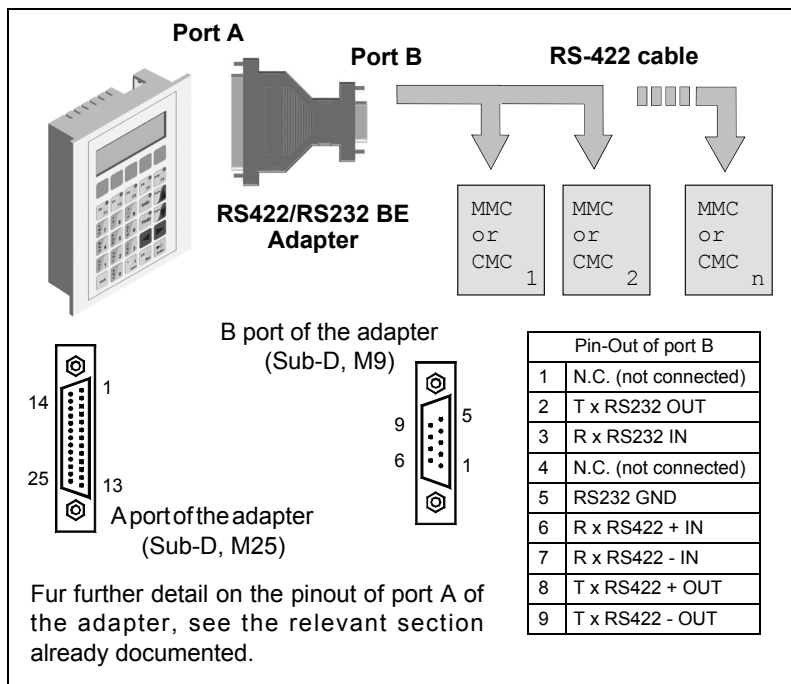 Port A
Port B
RS-422 cable
RS422/RS232 BE
Adapter
MMC
or
CMC
1
MMC
or
CMC
2
MMC
or
CMC
n
B port of the adapter
(Sub-D, M9)
14
1
25
13
A port of the adapter
(Sub-D, M25)
9
5
6
1
Pin-Out of port B
1 N.C. (not connected)
2 T x RS232 OUT
3 R x RS232 IN
4 N.C. (not connected)
5 RS232 GND
6 R x RS422 + IN
7 R x RS422 - IN
8 T x RS422 + OUT
9 T x RS422 - OUT
Fur further detail on the pinout of port A of
the adapter, see the relevant section
already documented.